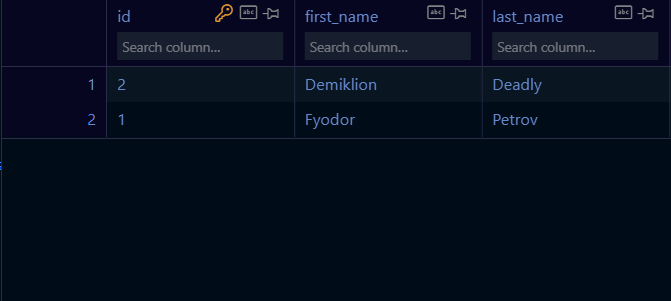 id abc first_name abc last_name abc
Search column... Search column... Search column...
1 2 Demiklion Deadly
2 1 Fyodor Petrov